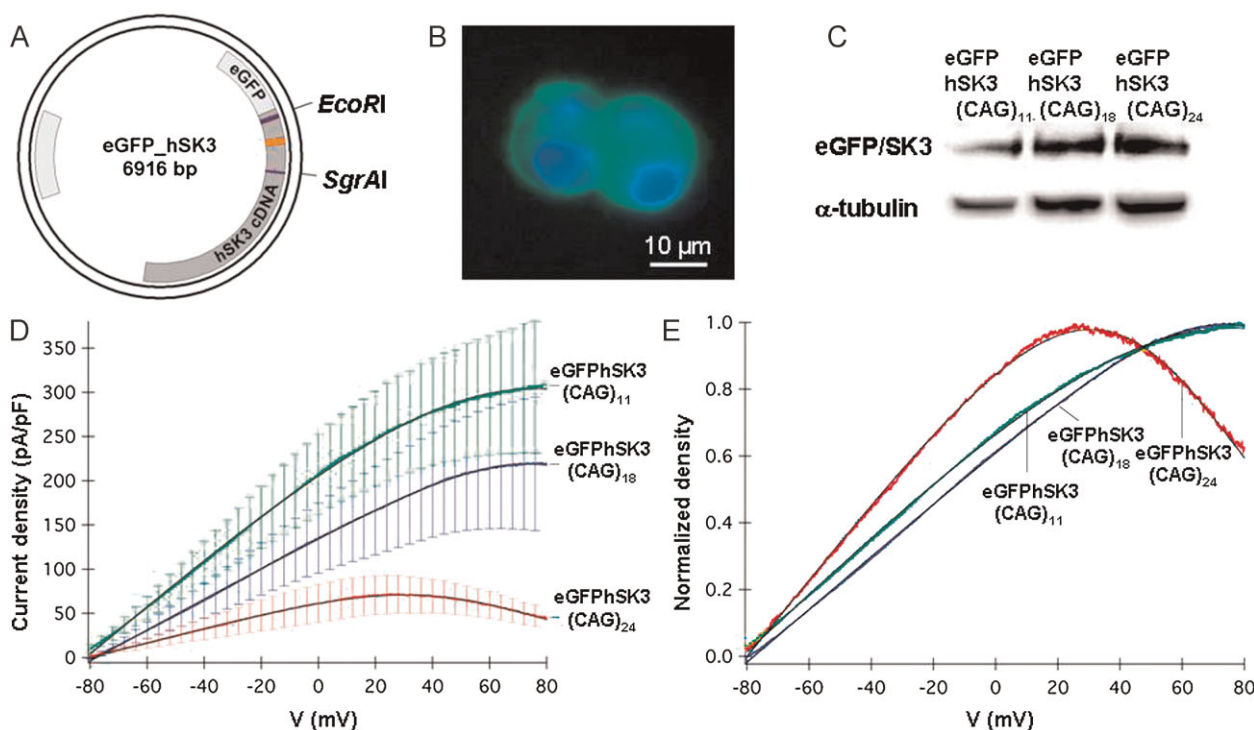 A
eGFP
EcoRI
eGFP_hSK3
6916 bp
SgrAI
hSK3 cDNA
B
10 µm
C
eGFP eGFP eGFP
hSK3 hSK3 hSK3
(CAG)11. (CAG)18 (CAG)24
eGFP/SK3
α-tubulin
D
350
300
250
200
150
100
50
0
Current density (pA/pF)
-80 -60 -40 -20 0 20 40 60 80
V (mV)
eGFPhSK3
(CAG)11
eGFPhSK3
(CAG)18
eGFPhSK3
(CAG)24
E
1.0
0.8
0.6
0.4
0.2
0.0
Normalized density
-80 -60 -40 -20 0 20 40 60 80
V (mV)
eGFPhSK3
(CAG)18
eGFPhSK3
(CAG)24
eGFPhSK3
(CAG)11